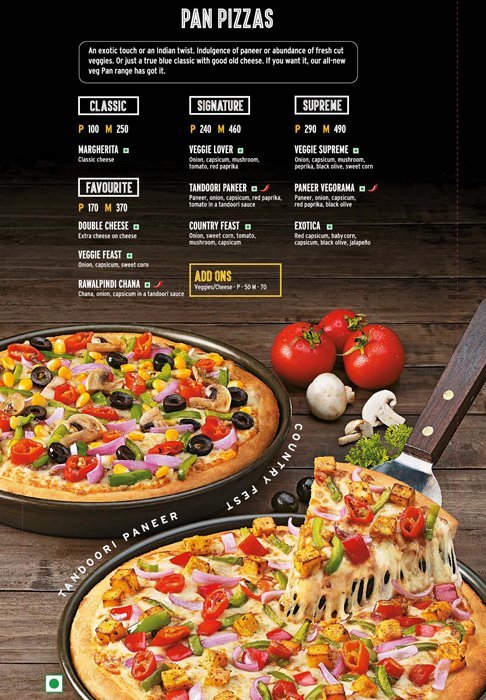 PAN PIZZAS
An exotic touch or an Indian twist. Indulgence of paneer or abundance of fresh cut
veggies. Or just a true blue classic with good old cheese. If you want it, our all-new
veg Pan range has got it.
CLASSIC
P 100 M 250
MARGHERITA
Classic cheese
FAVOURITE
P 170 M 370
DOUBLE CHEESE
Extra cheese on cheese
VEGGIE FEAST
Onion, capsicum, sweet corn
RAWALPINDI CHANA
Chana, onion, capsicum in a tandoori sauce
SIGNATURE
P 240 M 460
VEGGIE LOVER
Onion, capsicum, mushroom,
tomato, red paprika
TANDOORI PANEER
Paneer, onion, capsicum, red paprika,
tomato in a tandoori sauce
COUNTRY FEAST
Onion, sweet corn, tomato,
mushroom, capsicum
ADD ONS
Veggies/Cheese - P - 50 M - 70
SUPREME
P 290 M 490
VEGGIE SUPREME
Onion, capsicum, mushroom,
peprika, black olive, sweet corn
PANEER VEGORAMA
Paneer, onion, capsicum,
red paprika, black olive
EXOTICA
Red capsicum, baby corn,
capsicum, black olive, jalapeño
COUNTRY FEST
TANDOORI PANEER